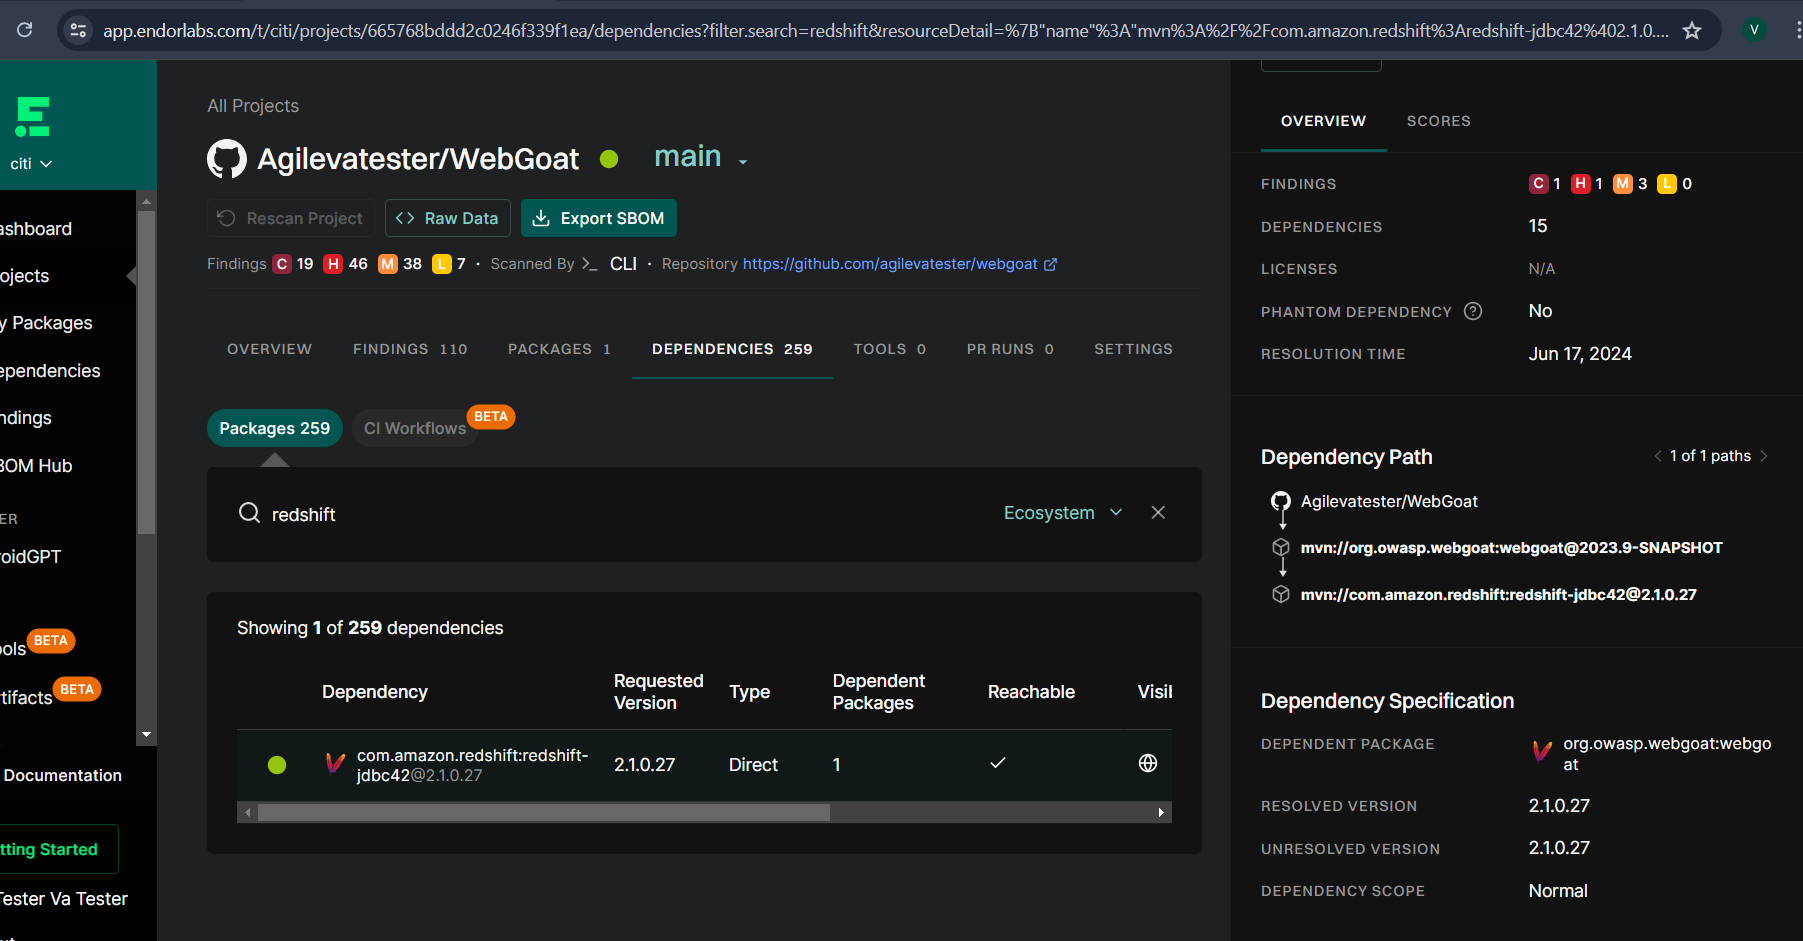 app.endorlabs.com/t/citi/projects/665768bddd2c0246f339f1ea/dependencies?filter.search=redshift&resourceDetail=%7B"name"%3A"mvn%3A%2F%2Fcom.amazon.redshift%3Aredshift-jdbc42%402.1.0....
V
citi
ashboard
ojects
y Packages
ependencies
ndings
BOM Hub
ER
roidGPT
ols BETA
tifacts BETA
Documentation
tting Started
Tester Va Tester
All Projects
Agilevatester/WebGoat main
Rescan Project <> Raw Data Export SBOM
Findings C 19 H 46 M 38 L 7 · Scanned By >_ CLI · Repository https://github.com/agilevatester/webgoat
OVERVIEW FINDINGS 110 PACKAGES 1 DEPENDENCIES 259 TOOLS 0 PR RUNS 0 SETTINGS
Packages 259 CI Workflows BETA
redshift Ecosystem
Showing 1 of 259 dependencies
Dependency Requested Version Type Dependent Packages Reachable Visi
com.amazon.redshift:redshift-
jdbc42@2.1.0.27 2.1.0.27 Direct 1
OVERVIEW SCORES
FINDINGS C 1 H 1 M 3 L 0
DEPENDENCIES 15
LICENSES N/A
PHANTOM DEPENDENCY ? No
RESOLUTION TIME Jun 17, 2024
Dependency Path < 1 of 1 paths >
Agilevatester/WebGoat
mvn://org.owasp.webgoat:webgoat@2023.9-SNAPSHOT
mvn://com.amazon.redshift:redshift-jdbc42@2.1.0.27
Dependency Specification
DEPENDENT PACKAGE org.owasp.webgoat:webgo
at
RESOLVED VERSION 2.1.0.27
UNRESOLVED VERSION 2.1.0.27
DEPENDENCY SCOPE Normal